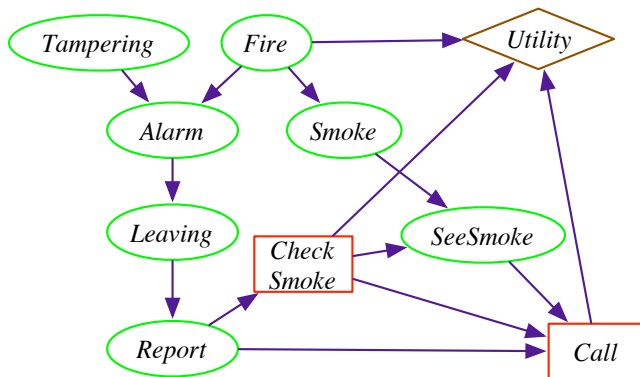 Tampering
Fire
Utility
Alarm
Smoke
Leaving
Check
Smoke
SeeSmoke
Report
Call